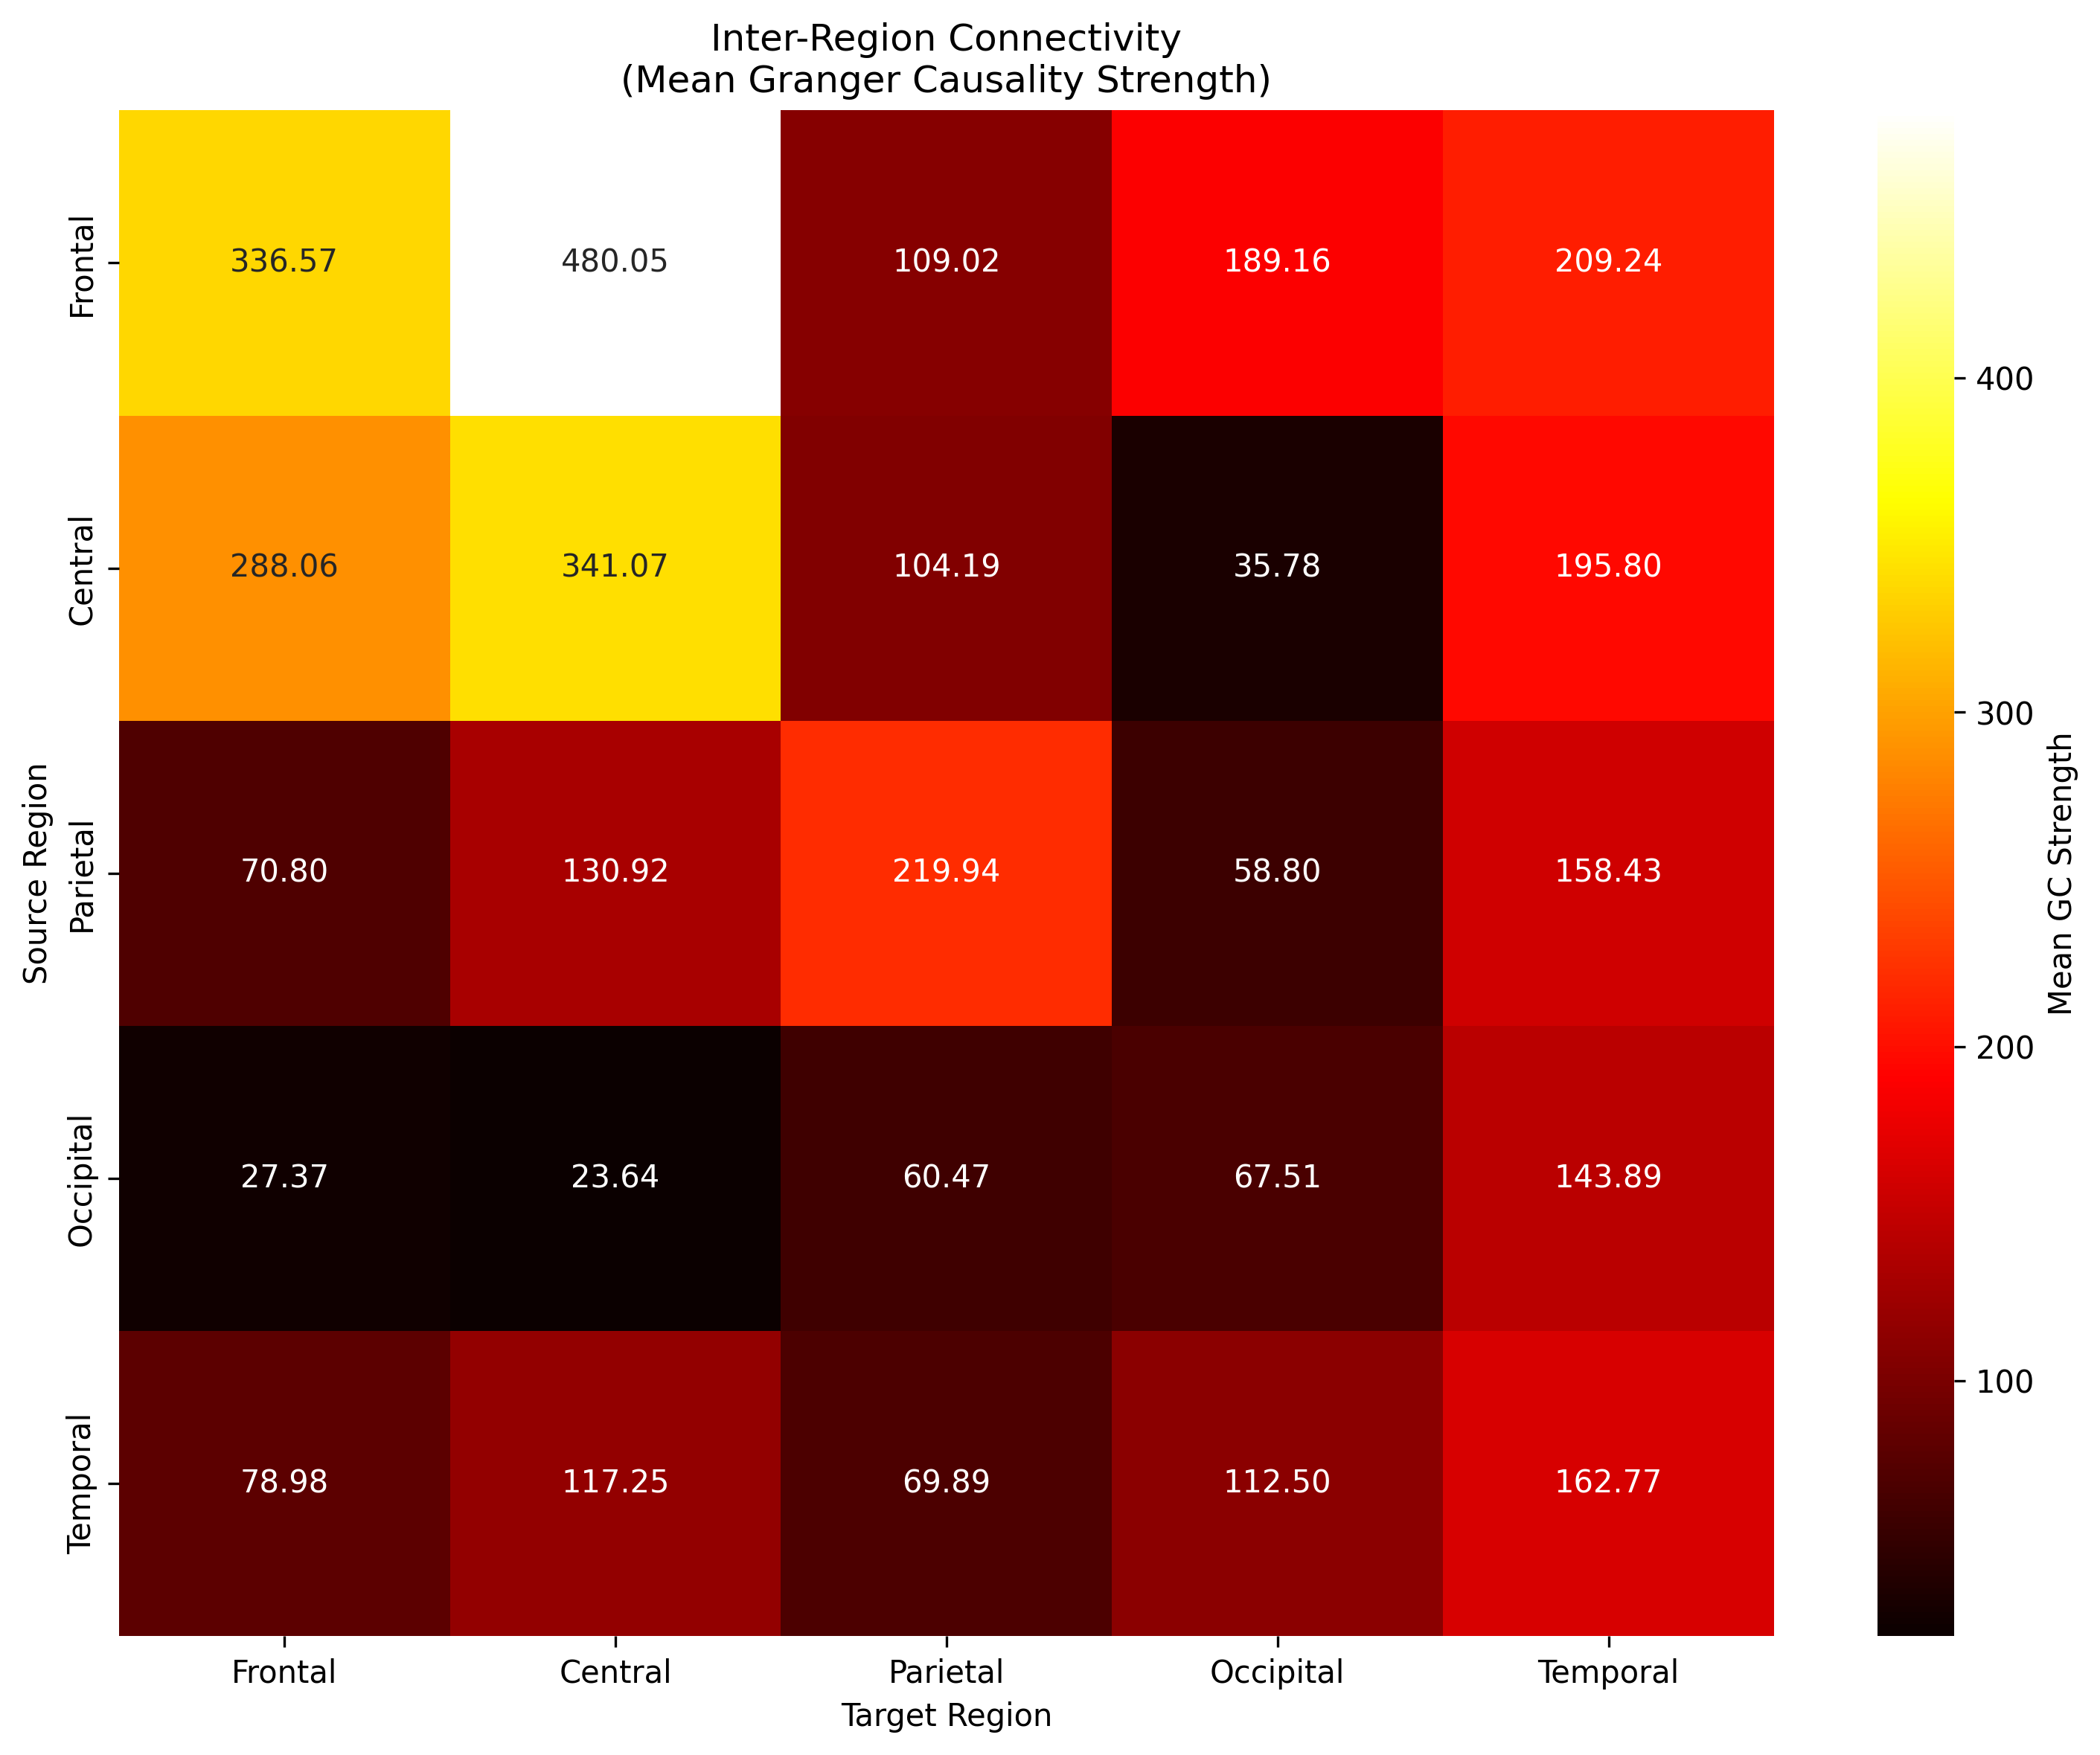 Inter-Region Connectivity
(Mean Granger Causality Strength)
Source Region
Frontal
336.57 480.05 109.02 189.16 209.24
Central
288.06 341.07 104.19 35.78 195.80
Parietal
70.80 130.92 219.94 58.80 158.43
Occipital
27.37 23.64 60.47 67.51 143.89
Temporal
78.98 117.25 69.89 112.50 162.77
Frontal Central Parietal Occipital Temporal
Target Region
400
300
200
100
Mean GC Strength